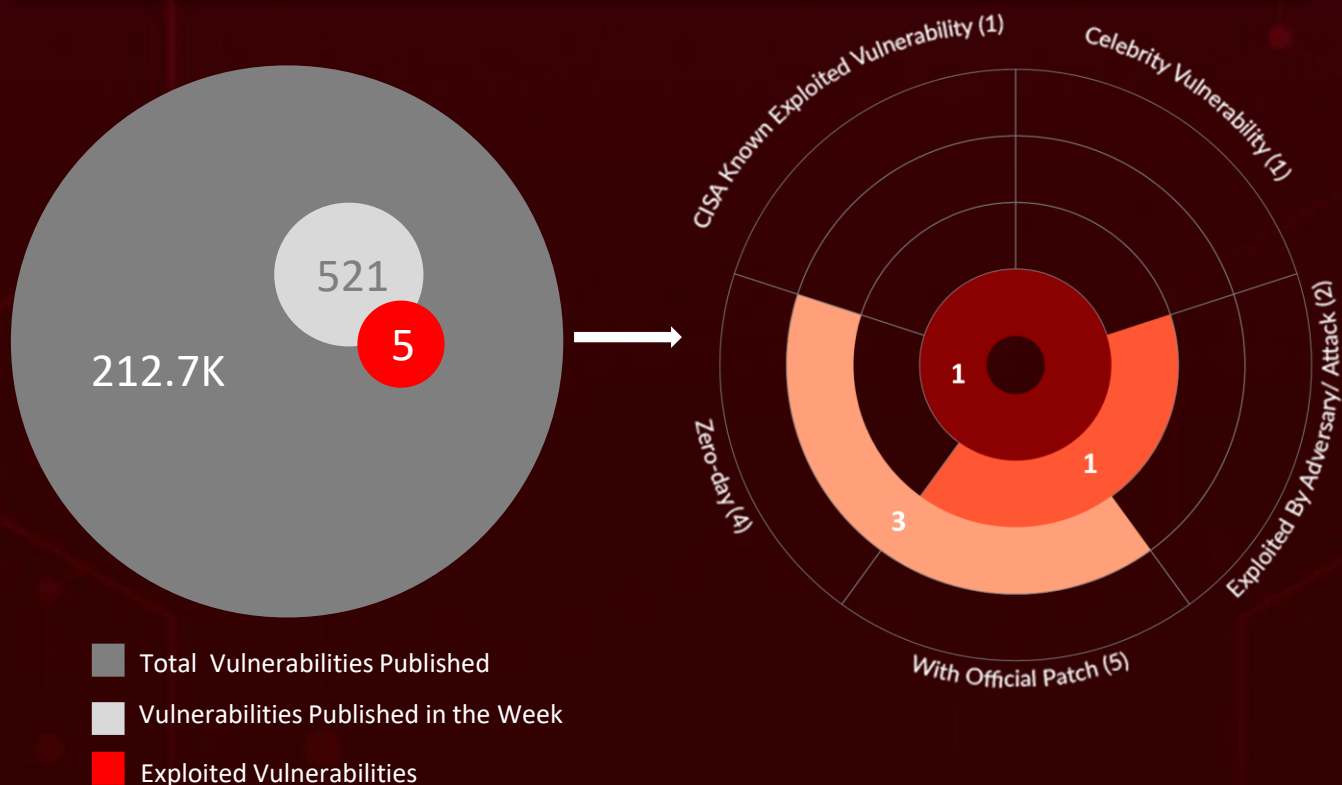 212.7K
521
5
Total Vulnerabilities Published
Vulnerabilities Published in the Week
Exploited Vulnerabilities
CISA Known Exploited Vulnerability (1)
Celebrity Vulnerability (1)
Exploited By Adversary/ Attack (2)
With Official Patch (5)
Zero-day (4)
1
1
3